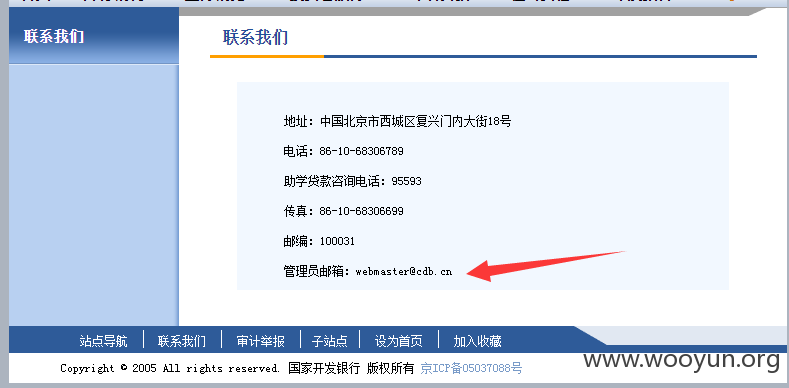 联系我们
联系我们
地址：中国北京市西城区复兴门内大街18号
电话：86-10-68306789
助学贷款咨询电话：95593
传真：86-10-68306699
邮编：100031
管理员邮箱：webmaster@cdb.cn
站点导航 联系我们 审计举报 子站点 设为首页 加入收藏
www.wooyun.org
Copyright © 2005 All rights reserved. 国家开发银行 版权所有 京ICP备05037088号